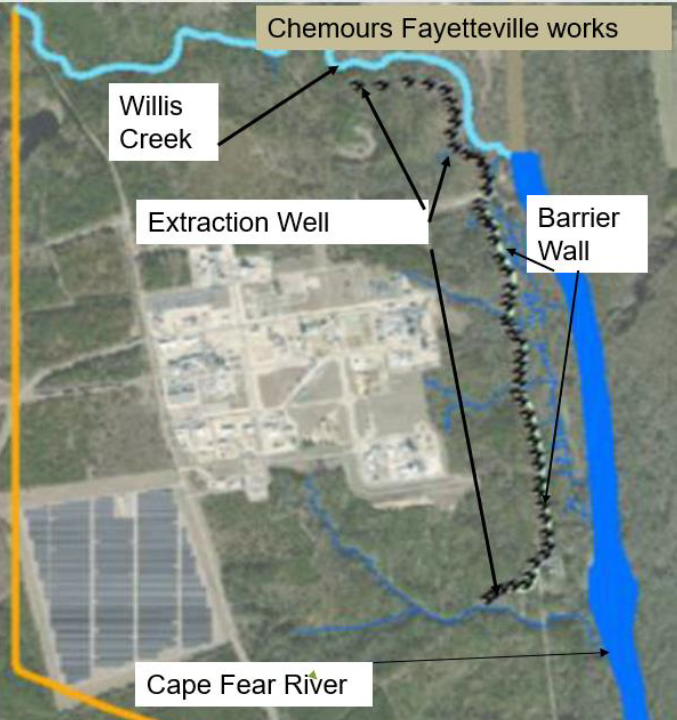 Chemours Fayetteville works
Willis
Creek
Extraction Well
Barrier
Wall
Cape Fear River